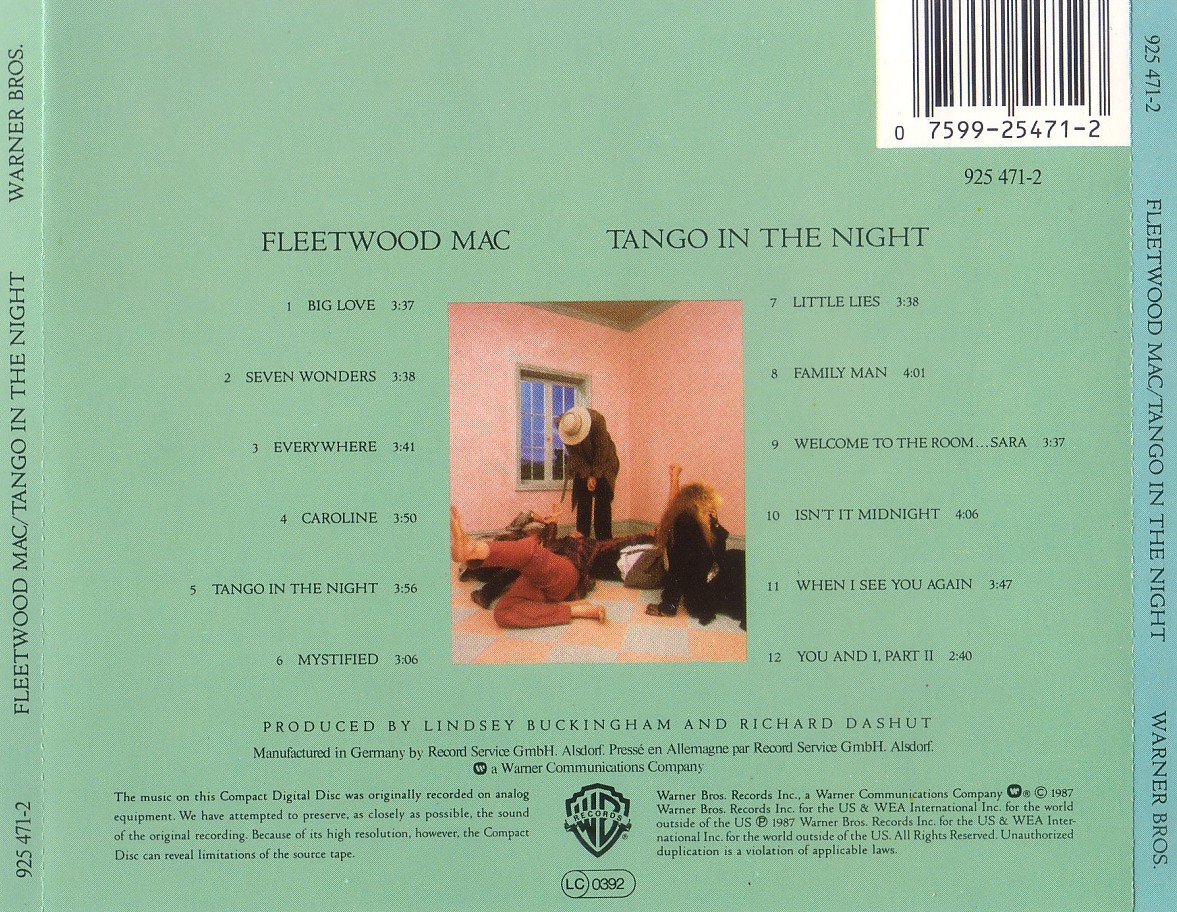 WARNER BROS.
FLEETWOOD MAC/TANGO IN THE NIGHT
925 471-2
0 7599-25471-2
925 471-2
FLEETWOOD MAC
TANGO IN THE NIGHT
1 BIG LOVE 3:37
2 SEVEN WONDERS 3:38
3 EVERYWHERE 3:41
4 CAROLINE 3:50
5 TANGO IN THE NIGHT 3:56
6 MYSTIFIED 3:06
7 LITTLE LIES 3:38
8 FAMILY MAN 4:01
9 WELCOME TO THE ROOM...SARA 3:37
10 ISN'T IT MIDNIGHT 4:06
11 WHEN I SEE YOU AGAIN 3:47
12 YOU AND I, PART II 2:40
PRODUCED BY LINDSEY BUCKINGHAM AND RICHARD DASHUT
Manufactured in Germany by Record Service GmbH. Alsdorf. Pressé en Allemagne par Record Service GmbH. Alsdorf.
a Warner Communications Company
The music on this Compact Digital Disc was originally recorded on analog
equipment. We have attempted to preserve, as closely as possible, the sound
of the original recording. Because of its high resolution, however, the Compact
Disc can reveal limitations of the source tape.
WB
RECORDS
®
LC 0392
Warner Bros. Records Inc., a Warner Communications Company ® © 1987
Warner Bros. Records Inc. for the US & WEA International Inc. for the world
outside of the US ℗ 1987 Warner Bros. Records Inc. for the US & WEA Inter-
national Inc. for the world outside of the US. All Rights Reserved. Unauthorized
duplication is a violation of applicable laws.
925 471-2
FLEETWOOD MAC/TANGO IN THE NIGHT
WARNER BROS.